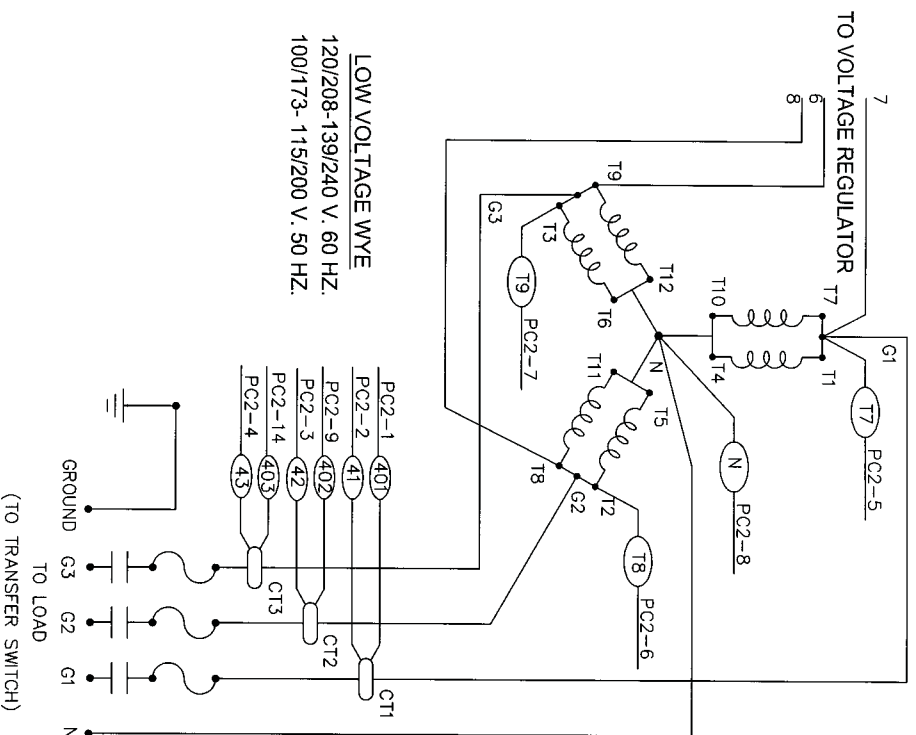 TO VOLTAGE REGULATOR
7
6
8
LOW VOLTAGE WYE
120/208-139/240 V. 60 HZ.
100/173- 115/200 V. 50 HZ.
T7
T1
G1
T10
T4
T7
PC2-5
T9
T3
G3
T12
T6
T9
PC2-7
N
N
PC2-8
T11
T5
T8
T2
G2
T8
PC2-6
PC2-1
401
PC2-2
41
PC2-9
402
PC2-3
42
PC2-14
403
PC2-4
43
CT1
CT2
CT3
GROUND
G3
G2
G1
N
TO LOAD
(TO TRANSFER SWITCH)